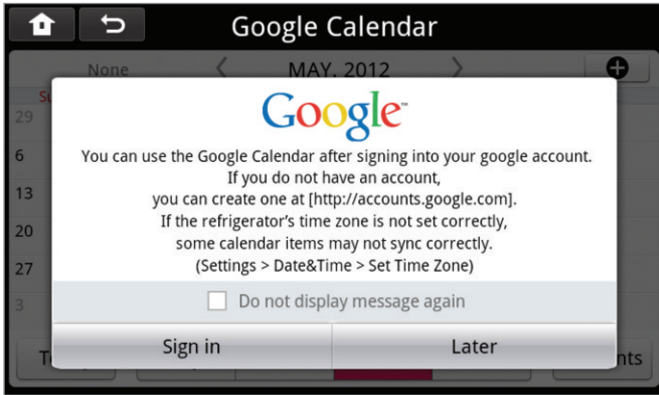 Google Calendar
None
MAY. 2012
Su
29
Google™
You can use the Google Calendar after signing into your google account.
If you do not have an account,
you can create one at [http://accounts.google.com].
If the refrigerator's time zone is not set correctly,
some calendar items may not sync correctly.
(Settings > Date&Time > Set Time Zone)
6
13
20
27
3
Do not display message again
Sign in
Later